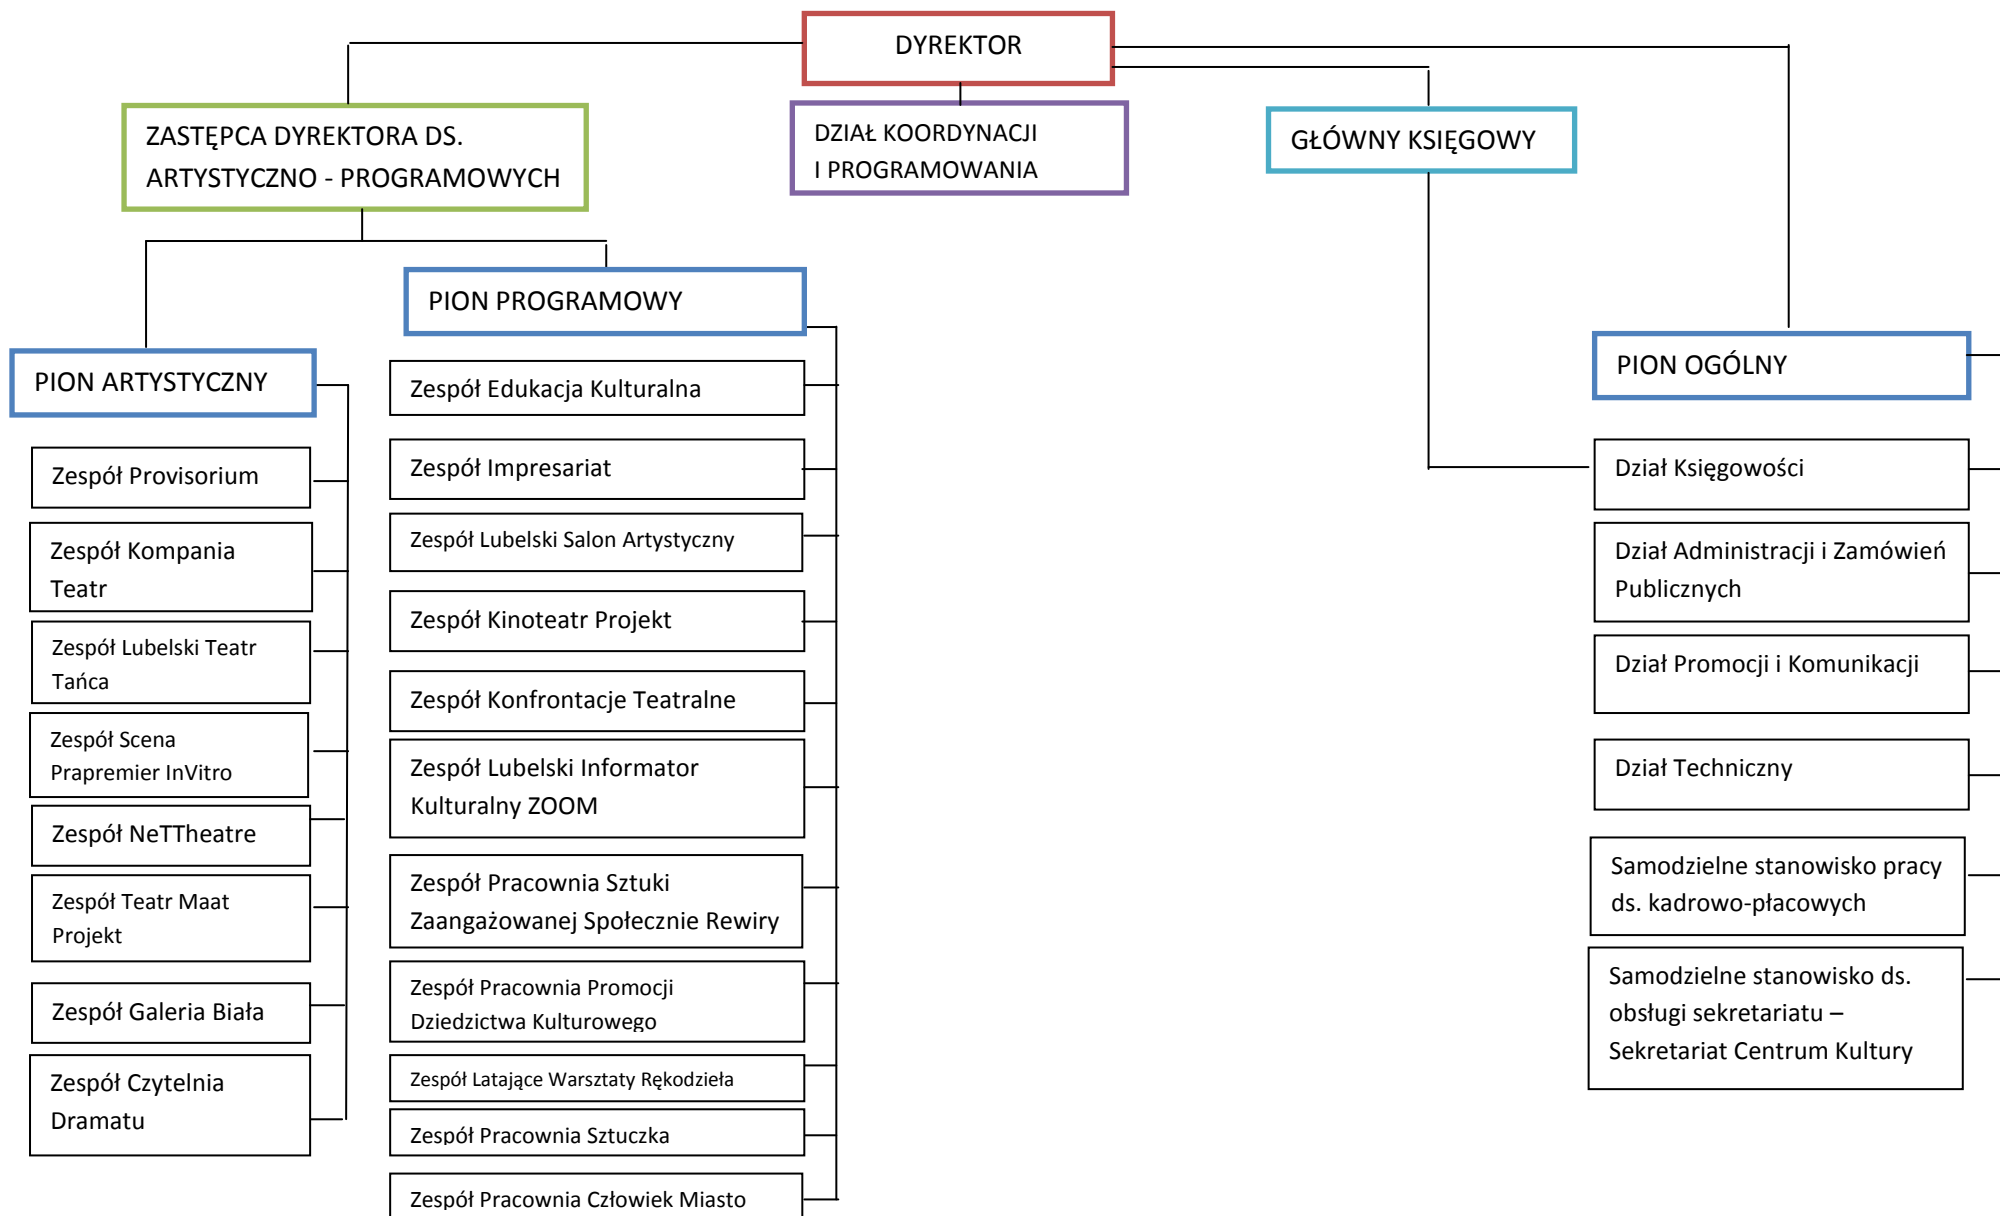 DYREKTOR
ZASTĘPCA DYREKTORA DS.
ARTYSTYCZNO - PROGRAMOWYCH
DZIAŁ KOORDYNACJI
I PROGRAMOWANIA
GŁÓWNY KSIĘGOWY
PION ARTYSTYCZNY
Zespół Provisorium
Zespół Kompania
Teatr
Zespół Lubelski Teatr
Tańca
Zespół Scena
Prapremier InVitro
Zespół NeTTheatre
Zespół Teatr Maat
Projekt
Zespół Galeria Biała
Zespół Czytelnia
Dramatu
PION PROGRAMOWY
Zespół Edukacja Kulturalna
Zespół Impresariat
Zespół Lubelski Salon Artystyczny
Zespół Kinoteatr Projekt
Zespół Konfrontacje Teatralne
Zespół Lubelski Informator
Kulturalny ZOOM
Zespół Pracownia Sztuki
Zaangażowanej Społecznie Rewiry
Zespół Pracownia Promocji
Dziedzictwa Kulturowego
Zespół Latające Warsztaty Rękodzieła
Zespół Pracownia Sztuczka
Zespół Pracownia Człowiek Miasto
PION OGÓLNY
Dział Księgowości
Dział Administracji i Zamówień
Publicznych
Dział Promocji i Komunikacji
Dział Techniczny
Samodzielne stanowisko pracy
ds. kadrowo-płacowych
Samodzielne stanowisko ds.
obsługi sekretariatu –
Sekretariat Centrum Kultury